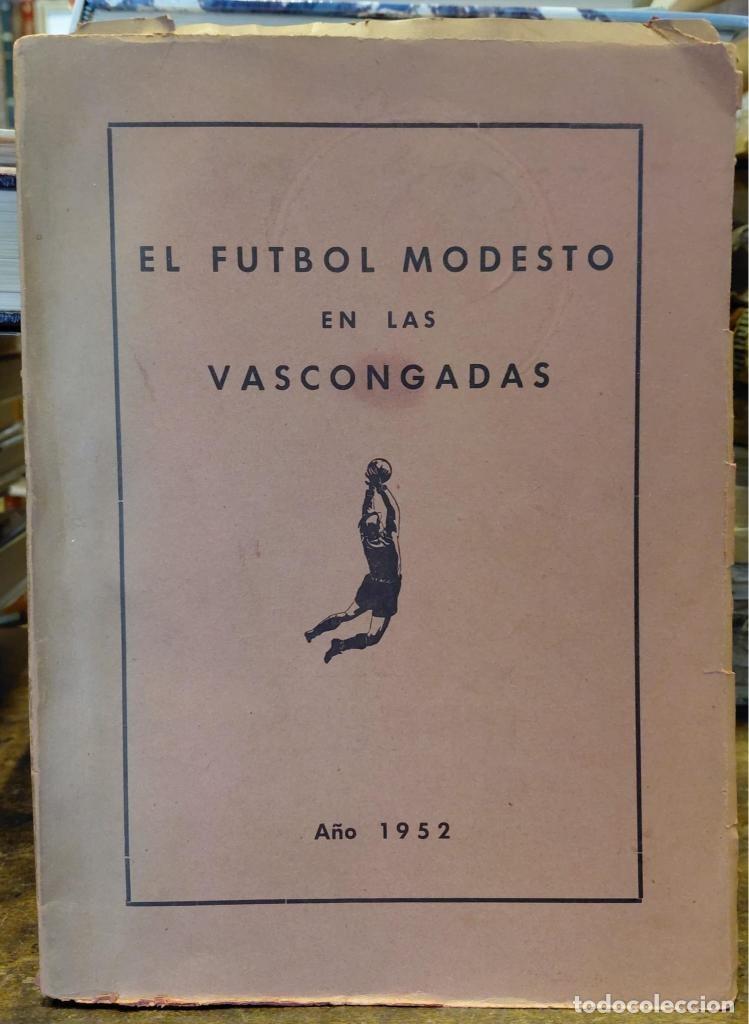 EL FUTBOL MODESTO
EN LAS
VASCONGADAS
Año 1952
todocoleccion